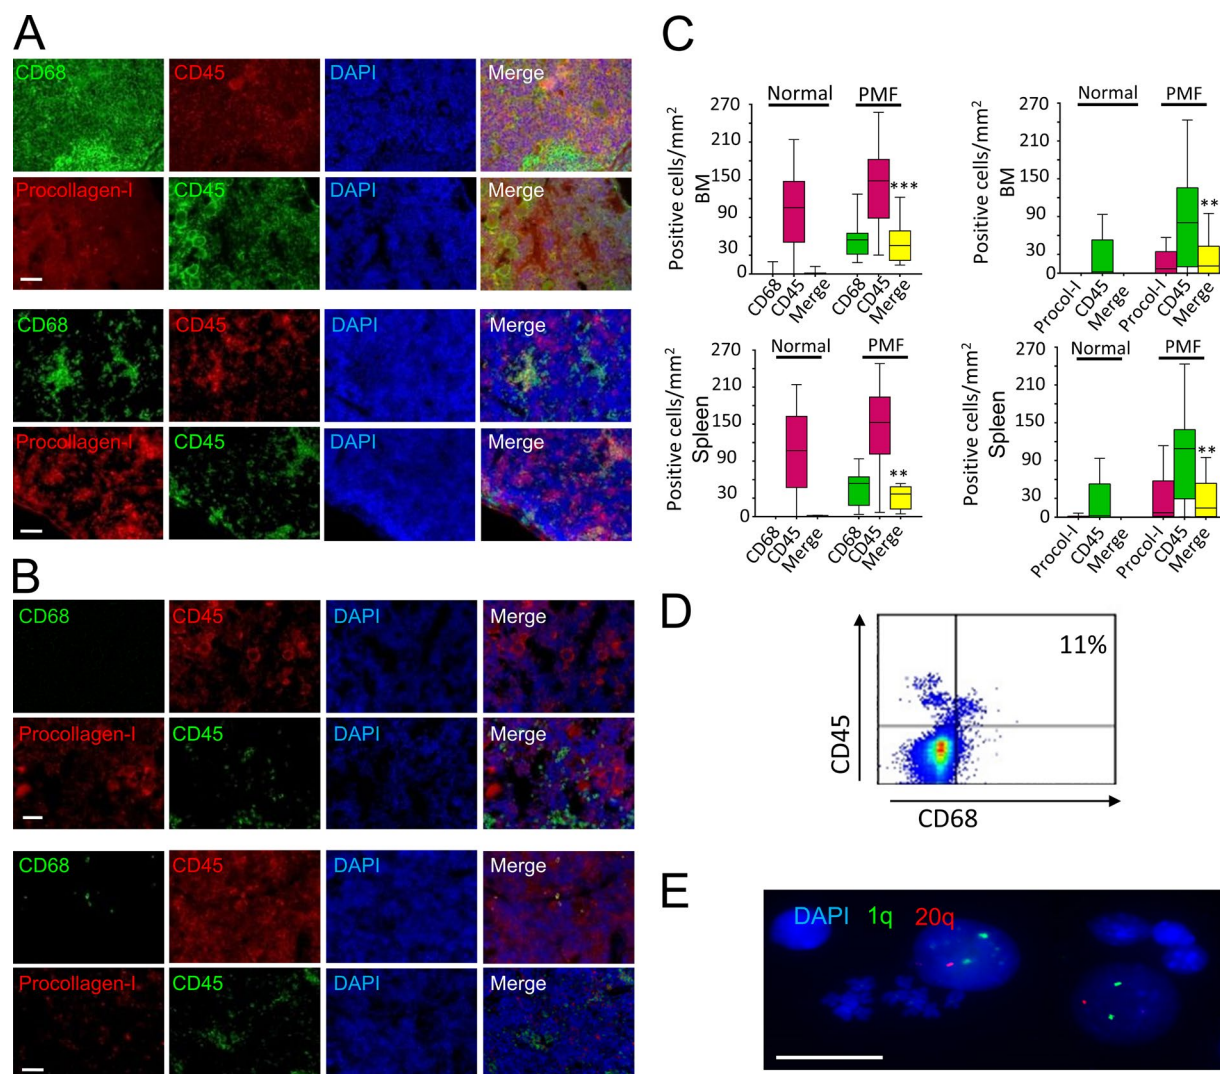 A
CD68 CD45 DAPI Merge
Procollagen-I CD45 DAPI Merge
CD68 CD45 DAPI Merge
Procollagen-I CD45 DAPI Merge
B
CD68 CD45 DAPI Merge
Procollagen-I CD45 DAPI Merge
CD68 CD45 DAPI Merge
Procollagen-I CD45 DAPI Merge
C
Positive cells/mm²
BM
270
210
150
90
30
0
Normal PMF
***
CD68 CD45 Merge CD68 CD45 Merge
Positive cells/mm²
BM
270
210
150
90
30
0
Normal PMF
**
Procol-I CD45 Merge Procol-I CD45 Merge
Positive cells/mm²
Spleen
270
210
150
90
30
0
Normal PMF
**
CD68 CD45 Merge CD68 CD45 Merge
Positive cells/mm²
Spleen
270
210
150
90
30
0
Normal PMF
**
Procol-I CD45 Merge Procol-I CD45 Merge
D
11%
CD45
CD68
E
DAPI 1q 20q